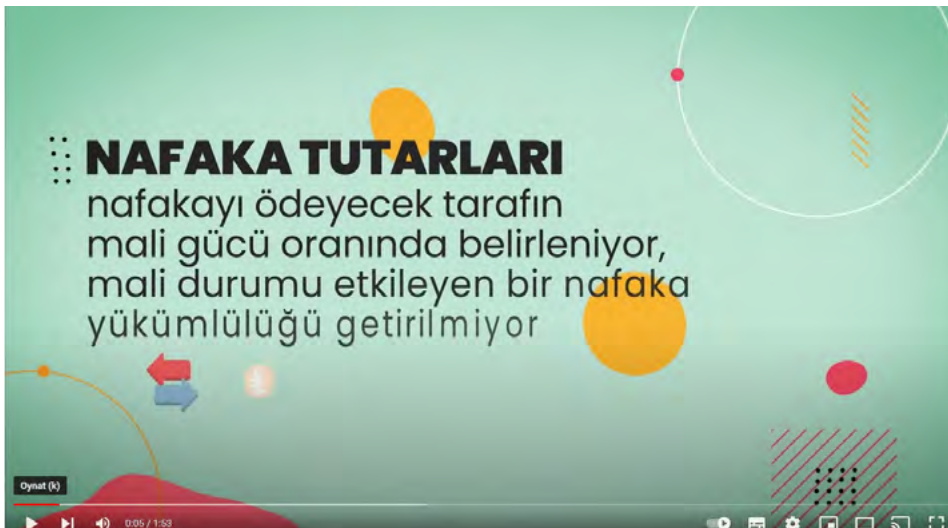 NAFAKA TUTARLARI
nafakayı ödeyecek tarafın
mali gücü oranında belirleniyor,
mali durumu etkileyen bir nafaka
yükümlülüğü getirilmiyor
Oynat (k)
0:05 / 1:53